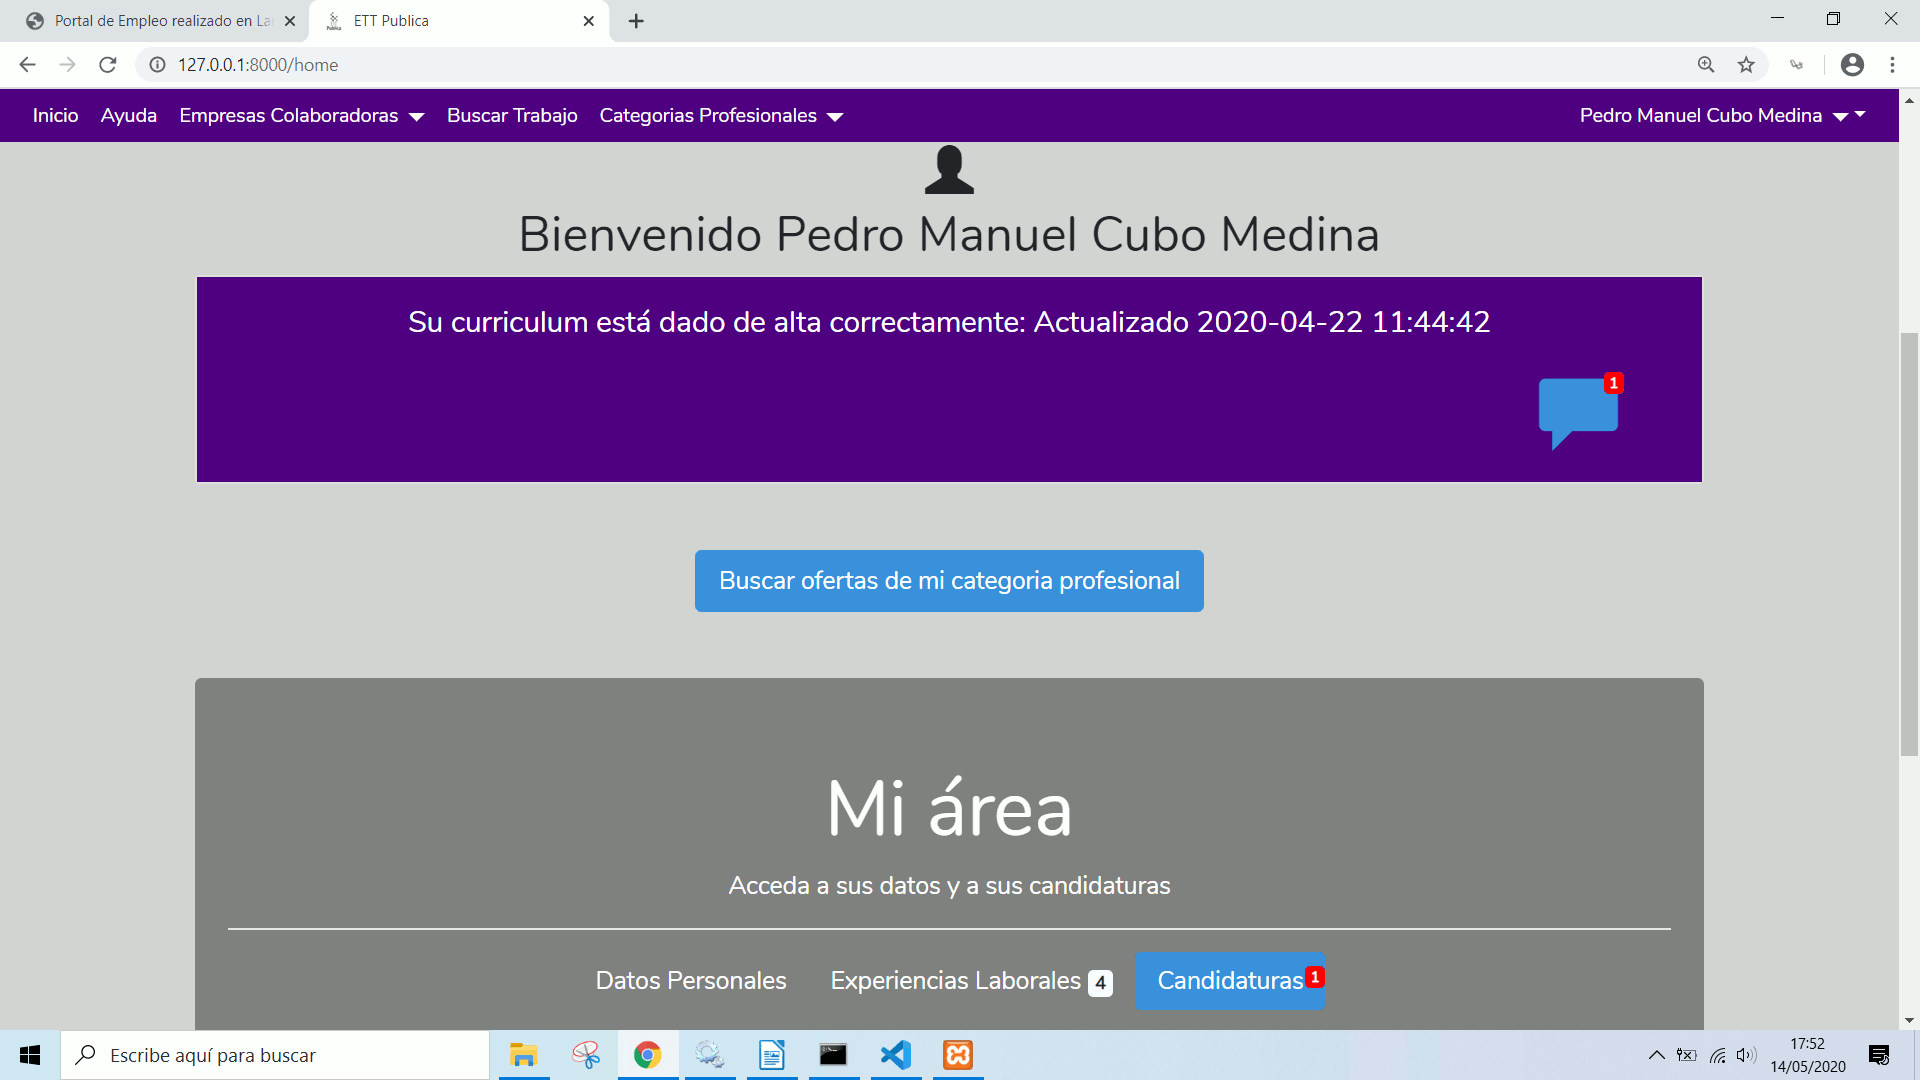 Portal de Empleo realizado en La
ETT Publica
127.0.0.1:8000/home
Inicio
Ayuda
Empresas Colaboradoras
Buscar Trabajo
Categorias Profesionales
Pedro Manuel Cubo Medina
Bienvenido Pedro Manuel Cubo Medina
Su curriculum está dado de alta correctamente: Actualizado 2020-04-22 11:44:42
1
Buscar ofertas de mi categoria profesional
Mi área
Acceda a sus datos y a sus candidaturas
Datos Personales
Experiencias Laborales 4
Candidaturas 1
Escribe aquí para buscar
17:52
14/05/2020